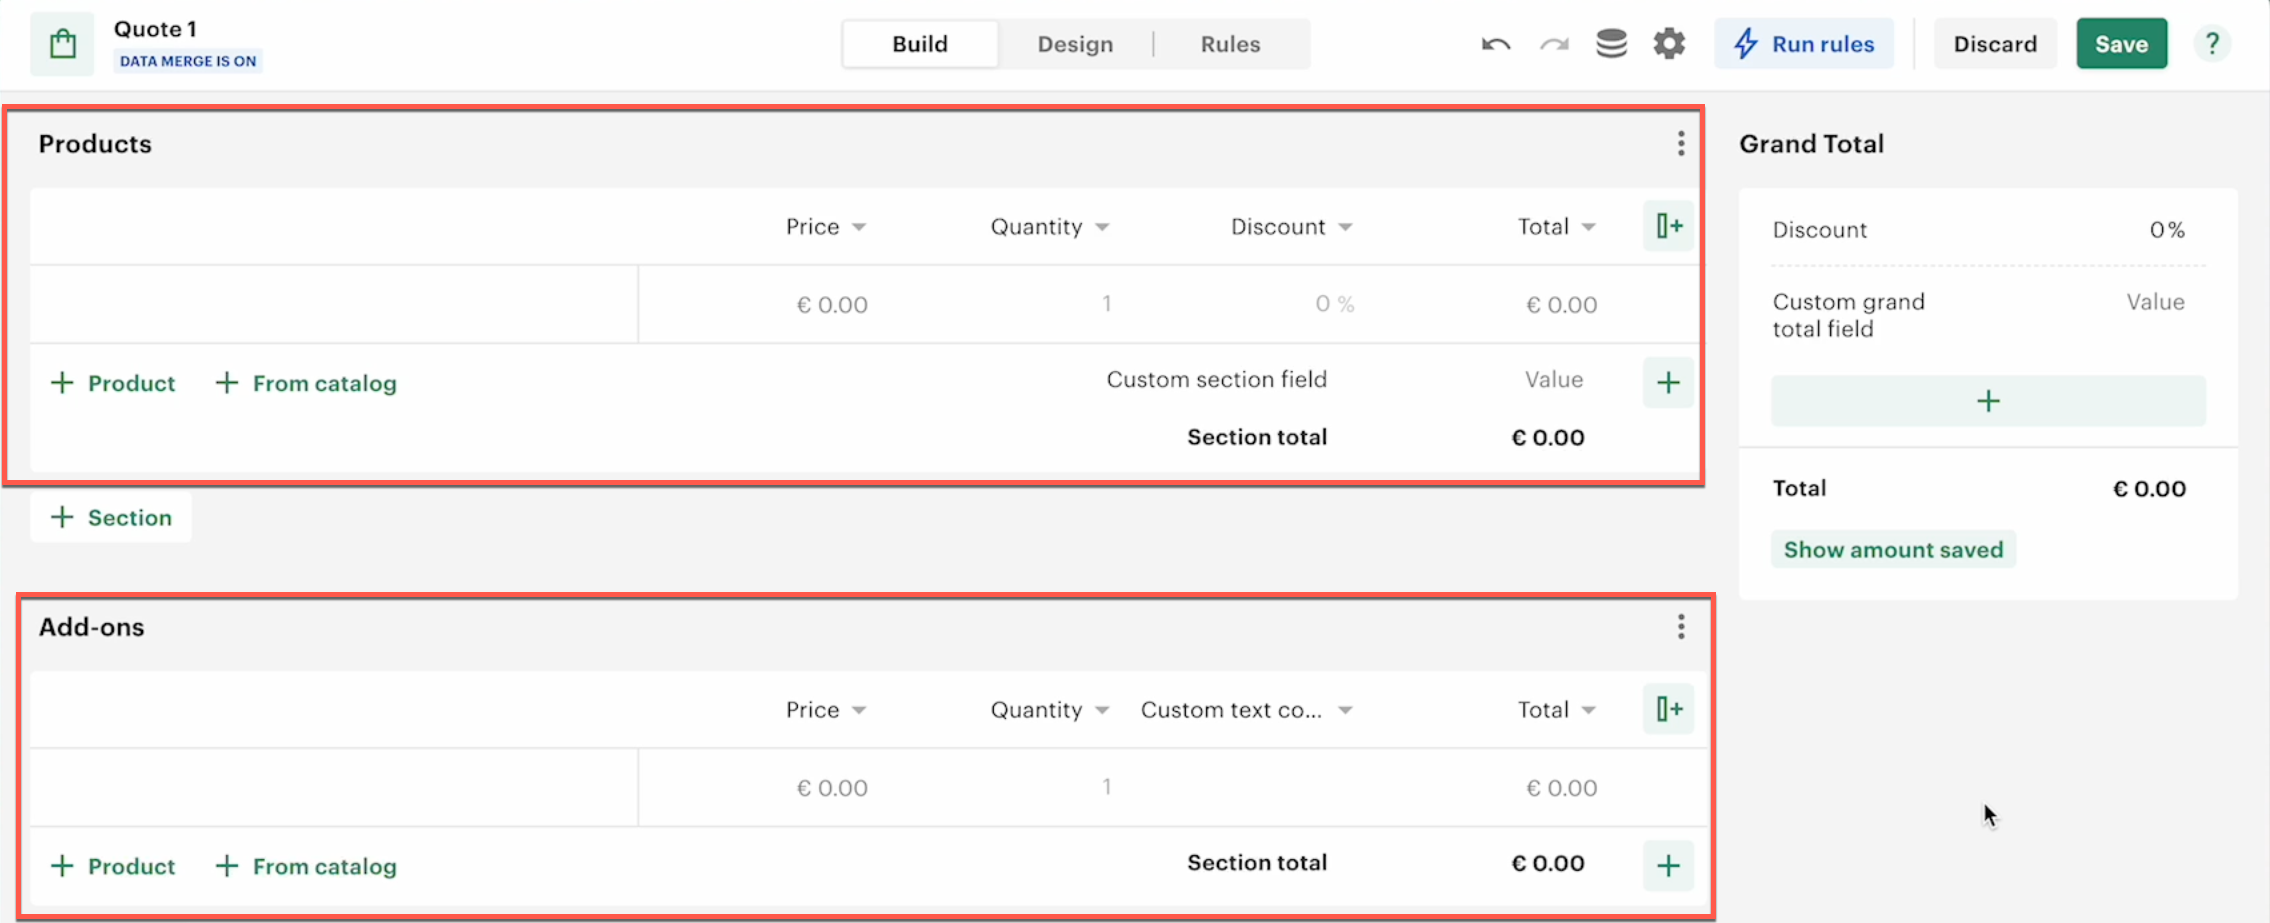 Quote 1
DATA MERGE IS ON
Build
Design
Rules
Run rules
Discard
Save
?
Products
Price
Quantity
Discount
Total
€ 0.00
1
0 %
€ 0.00
Product
From catalog
Custom section field
Value
Section total
€ 0.00
Section
Add-ons
Price
Quantity
Custom text co...
Total
€ 0.00
1
€ 0.00
Product
From catalog
Section total
€ 0.00
Grand Total
Discount
0%
Custom grand
total field
Value
Total
€ 0.00
Show amount saved